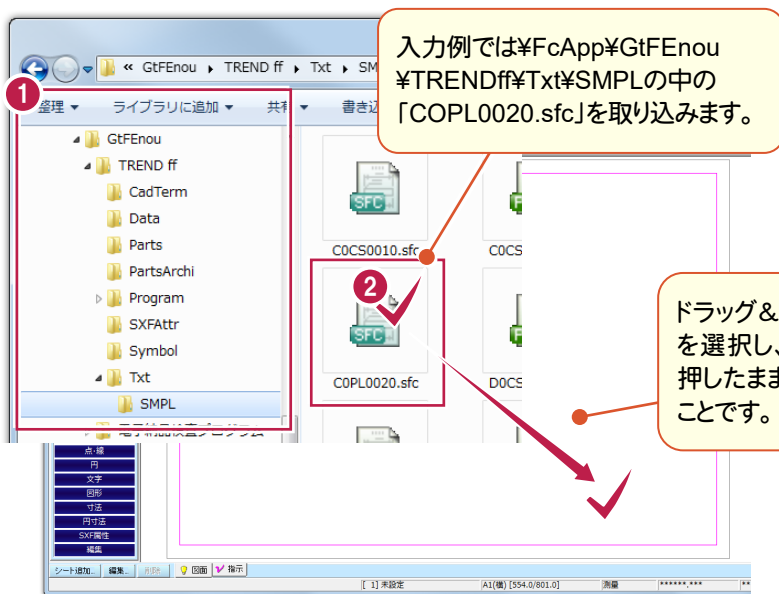 入力例では¥FcApp¥GtFEnou
¥TRENDff¥Txt¥SMPLの中の
「COPL0020.sfc」を取り込みます。
« GtFEnou ▸ TREND ff ▸ Txt ▸ SM
1
整理 ▼ ライブラリに追加 ▼ 共有 ▼ 書き込
GtFEnou
TREND ff
CadTerm
Data
Parts
PartsArchi
Program
SXFAttr
Symbol
Txt
SMPL
SFC
C0CS0010.sfc
C0CS
2
SFC
C0PL0020.sfc
D0CS
ドラッグ&
を選択し、
押したまま
ことです。
点・線
円
文字
図形
寸法
円寸法
SXF属性
編集
シート追加... 編集... 削除 図面 指示
[ 1] 未設定 A1(横) [554.0/801.0] 測量 ******.*** **